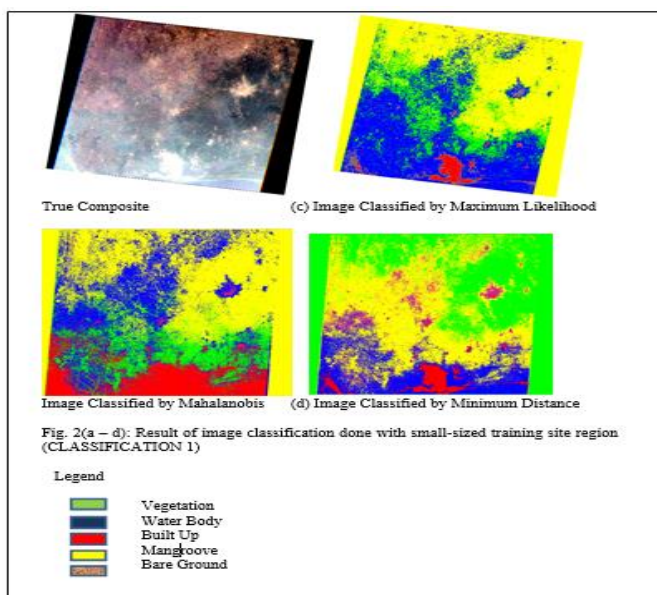 True Composite
(c) Image Classified by Maximum Likelihood
Image Classified by Mahalanobis
(d) Image Classified by Minimum Distance
Fig. 2(a – d): Result of image classification done with small-sized training site region
(CLASSIFICATION 1)
Legend
Vegetation
Water Body
Built Up
Mangroove
Bare Ground